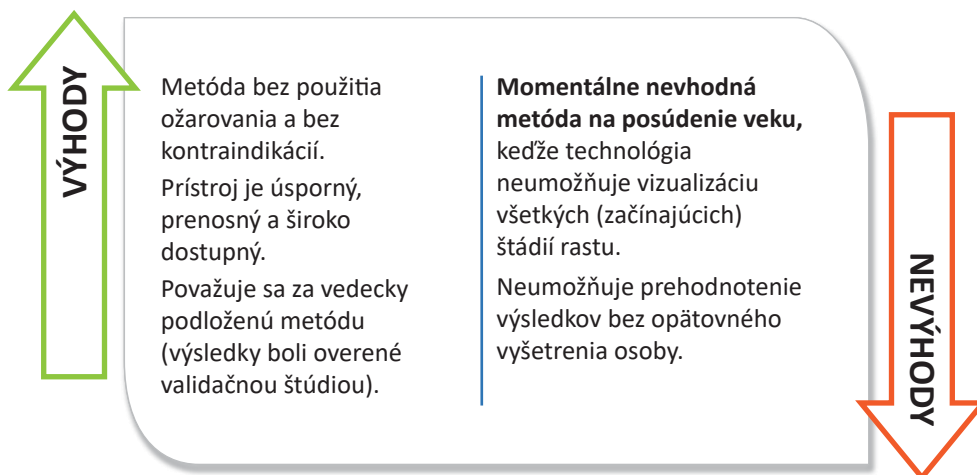 VÝHODY
Metóda bez použitia
ožarovania a bez
kontraindikácií.
Prístroj je úsporný,
prenosný a široko
dostupný.
Považuje sa za vedecky
podloženú metódu
(výsledky boli overené
validačnou štúdiou).
Momentálne nevhodná
metóda na posúdenie veku,
keďže technológia
neumožňuje vizualizáciu
všetkých (začínajúcich)
štádií rastu.
Neumožňuje prehodnotenie
výsledkov bez opätovného
vyšetrenia osoby.
NEVÝHODY